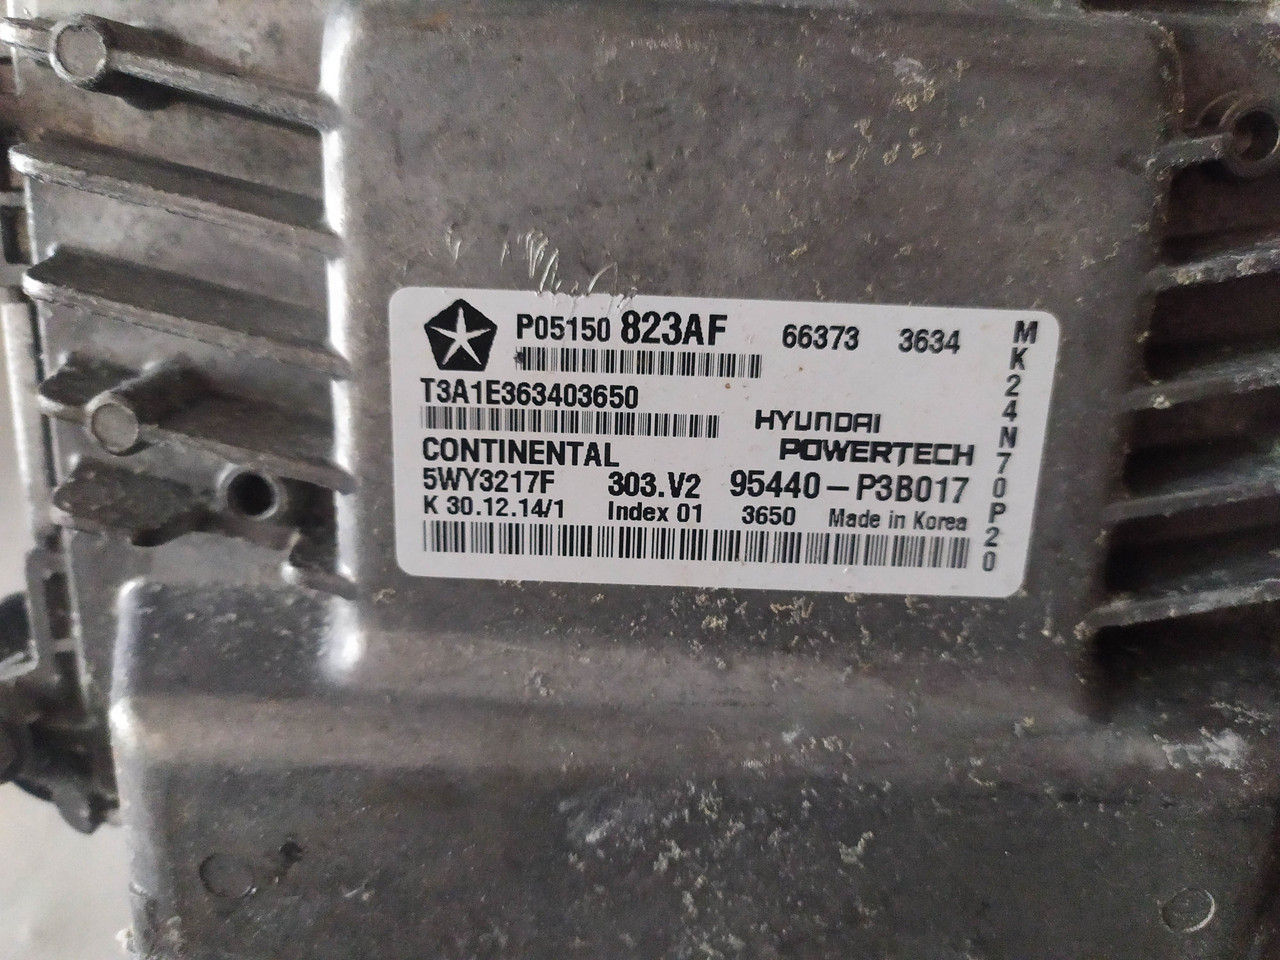 P05150 823AF 66373 3634
T3A1E363403650
HYUNDAI
CONTINENTAL POWERTECH
5WY3217F 303.V2 95440-P3B017
K 30.12.14/1 Index 01 3650 Made in Korea
MK24N70P20